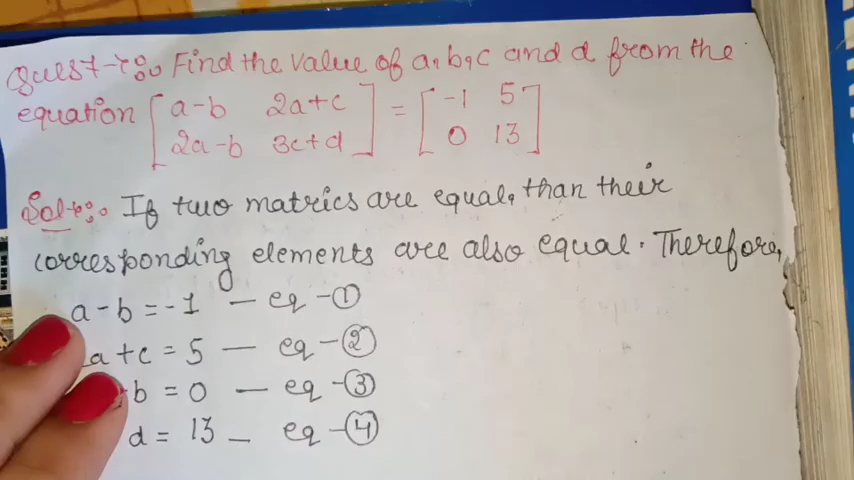 Quest-7:- Find the value of a, b, c and d from the
equation [a-b 2a+c] = [-1 5]
[2a-b 3c+d] [0 13]
Sol:- If two matrics are equal, than their
corresponding elements are also equal. Therefore,
a-b = -1 — eq-①
a+c = 5 — eq-②
b = 0 — eq-③
d = 13 — eq-④